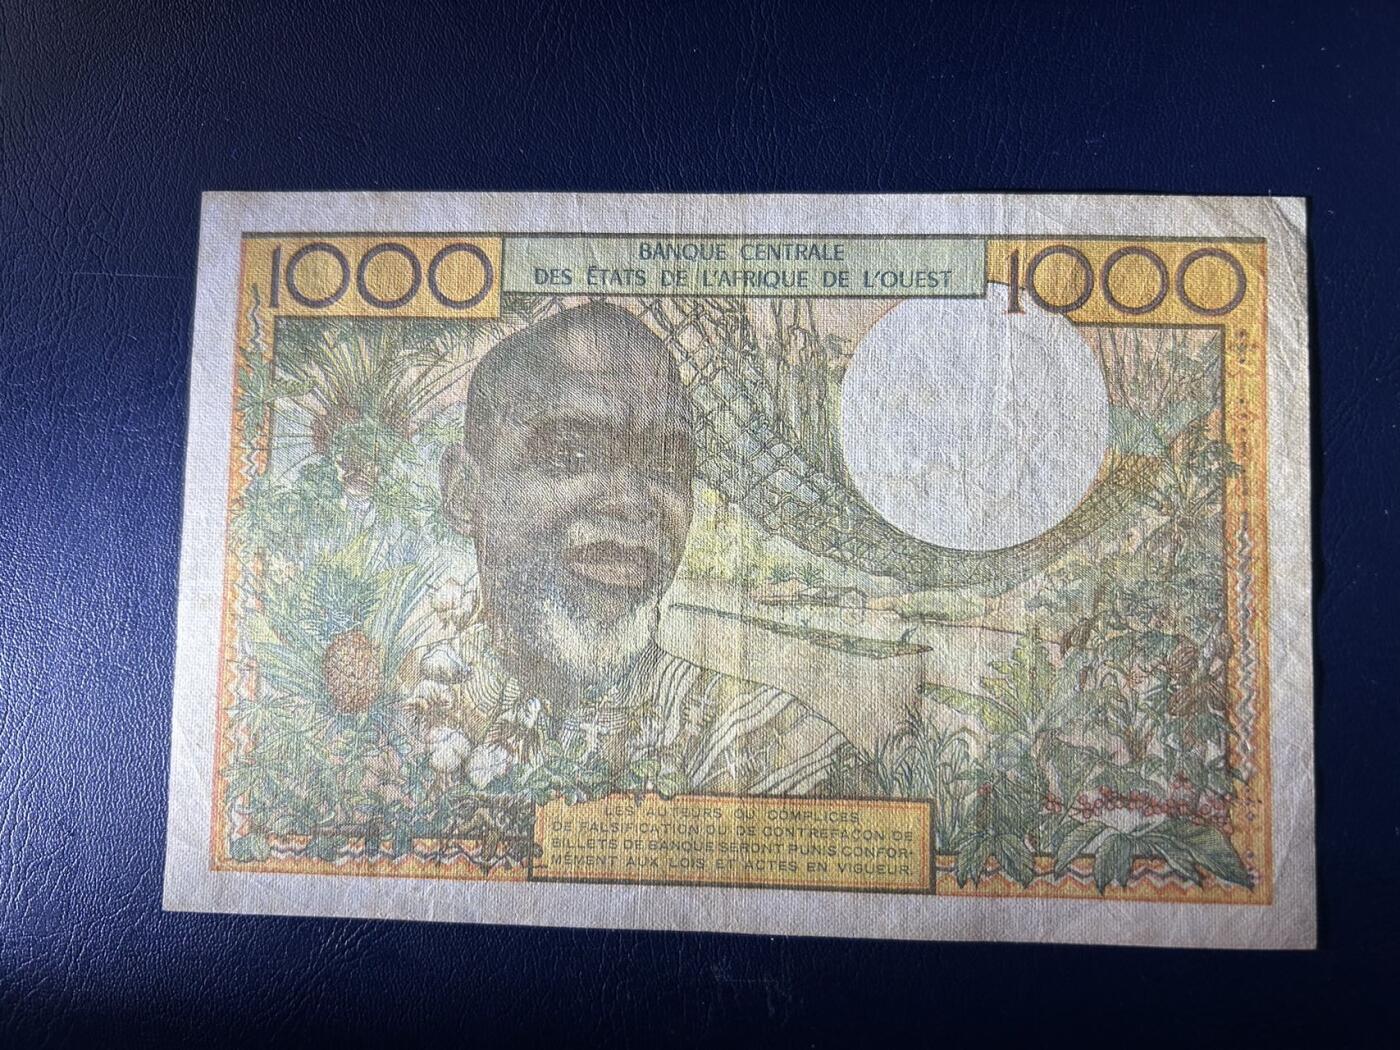 1000
BANQUE CENTRALE
DES ÉTATS DE L'AFRIQUE DE L'OUEST
1000
LES AUTEURS OU COMPLICES
DE FALSIFICATION OU DE CONTREFAÇON DE
BILLETS DE BANQUE SERONT PUNIS CONFOR-
MÉMENT AUX LOIS ET ACTES EN VIGUEUR.